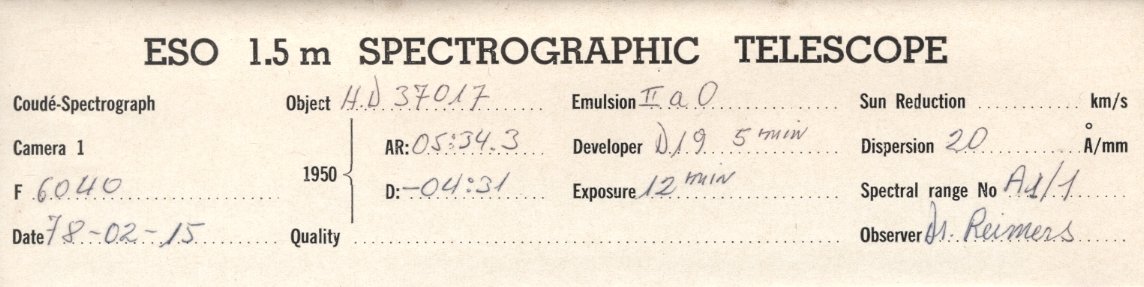 ESO 1.5 m SPECTROGRAPHIC TELESCOPE
Coudé-Spectrograph Object H.D 37017 Emulsion II a O Sun Reduction km/s
Camera 1 1950 AR: 05:34.3 Developer D19 5 min Dispersion 20 Å/mm
F 6040 D: -04:31 Exposure 12 min Spectral range No A1/1
Date 78-02-15 Quality Observer Dr. Reimers